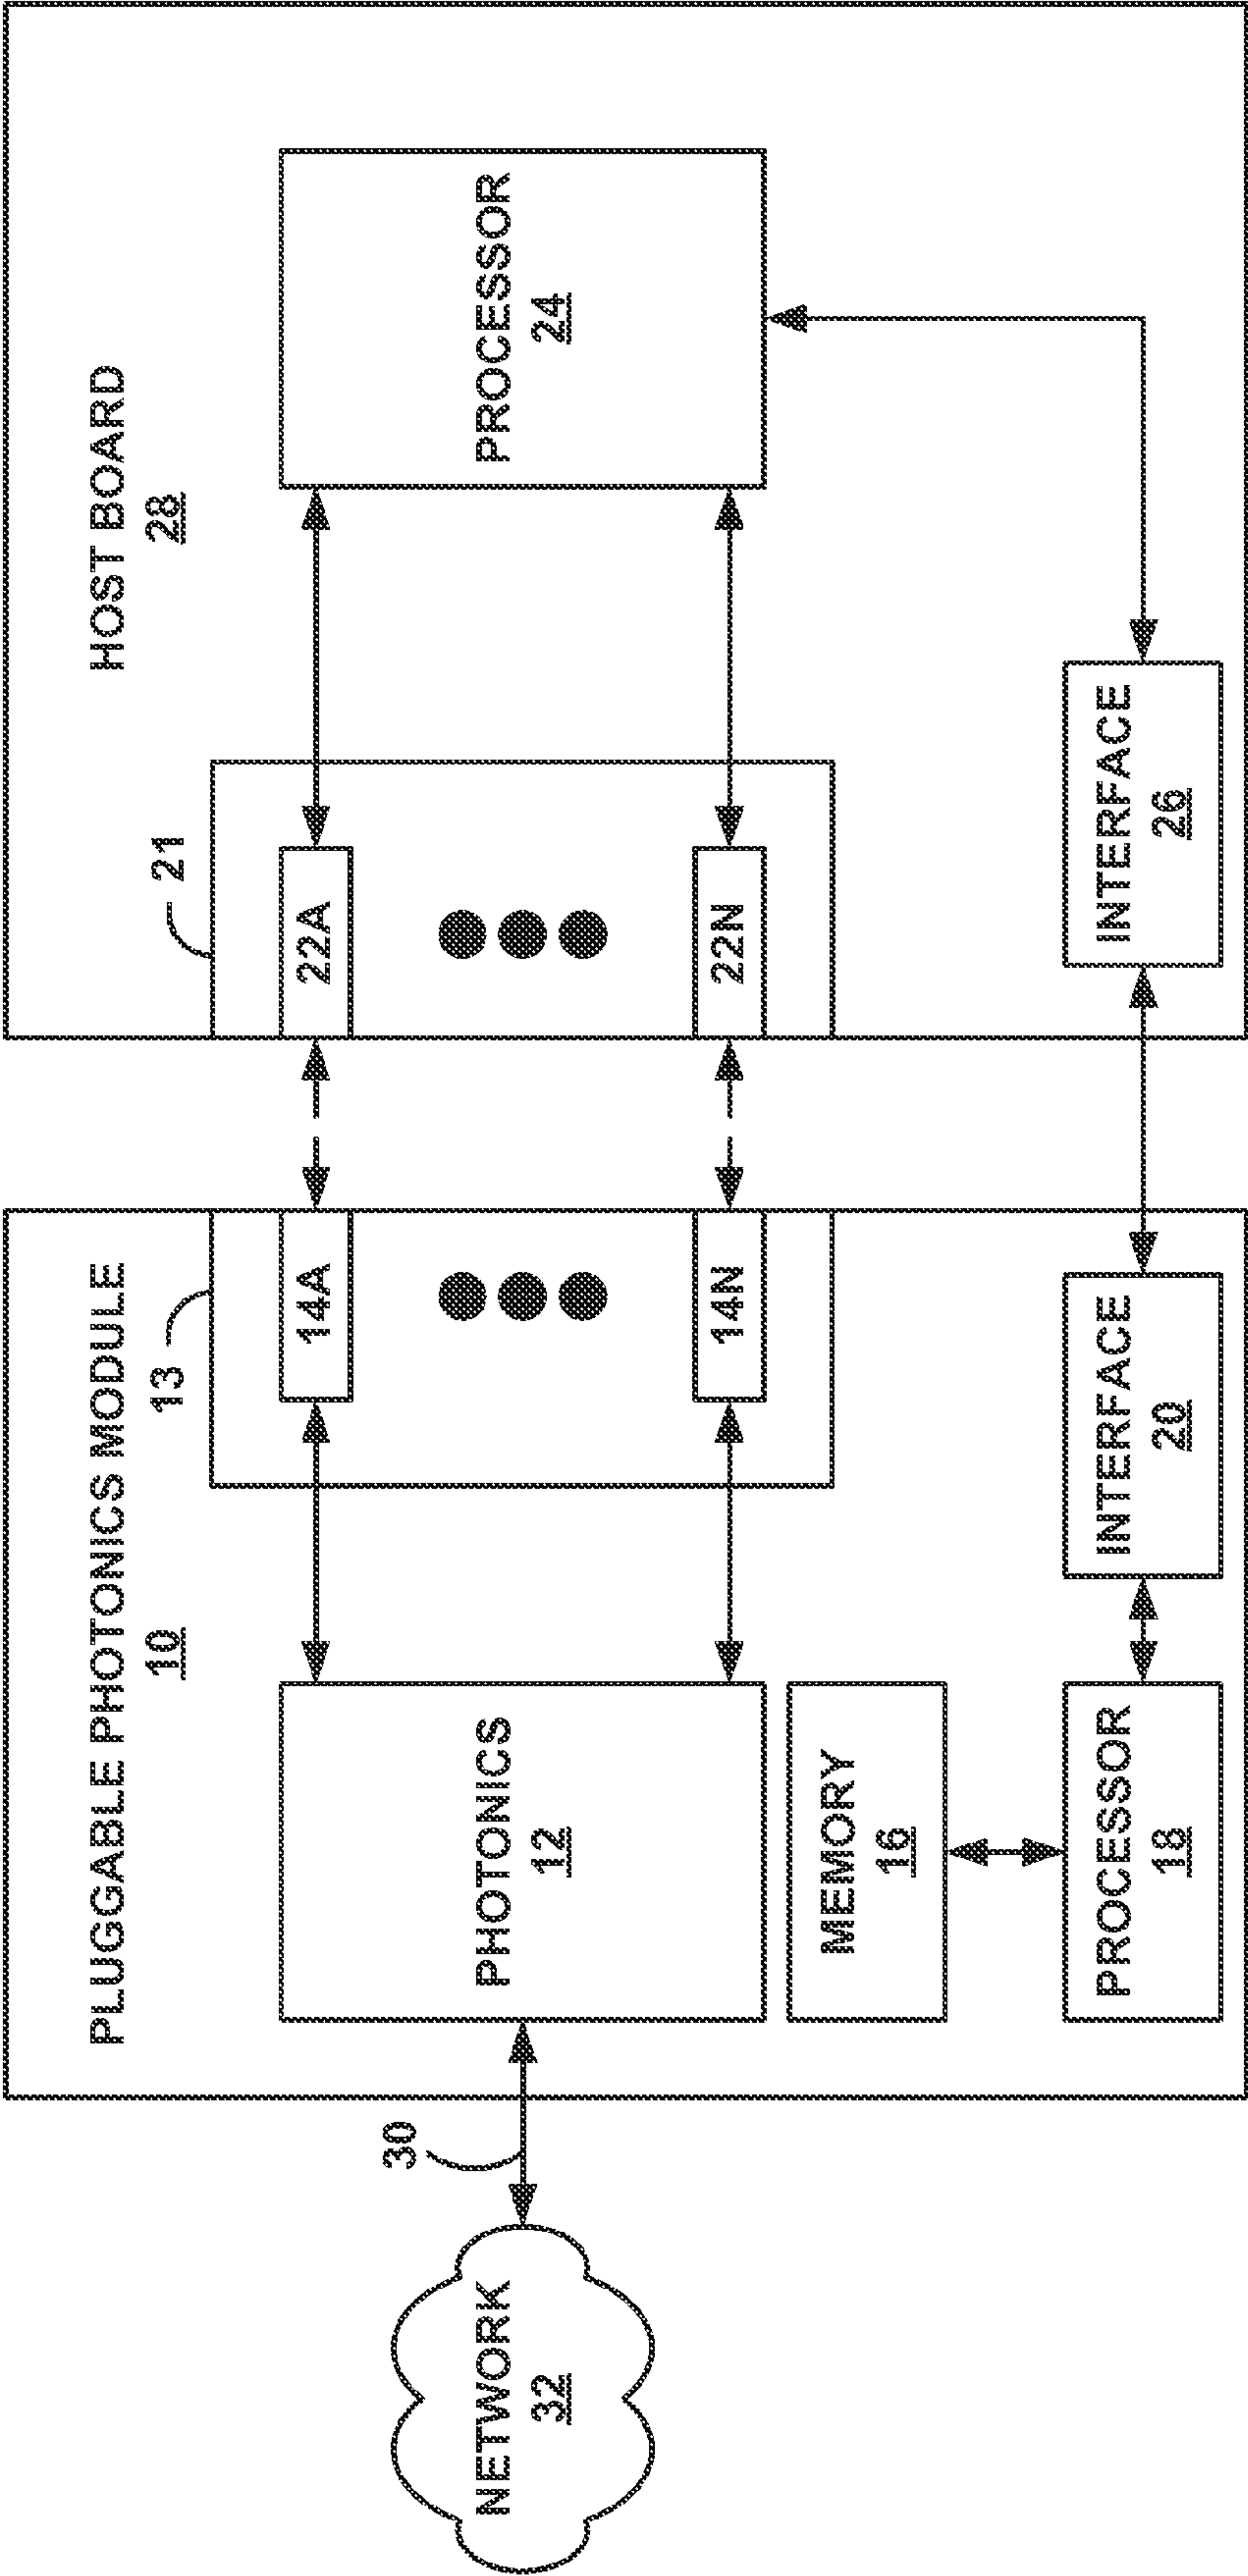 PLUGGABLE PHOTONICS MODULE
10
HOST BOARD
28
13
21
30
NETWORK
32
PHOTONICS
12
14A
14N
22A
22N
PROCESSOR
24
MEMORY
16
PROCESSOR
18
INTERFACE
20
INTERFACE
26